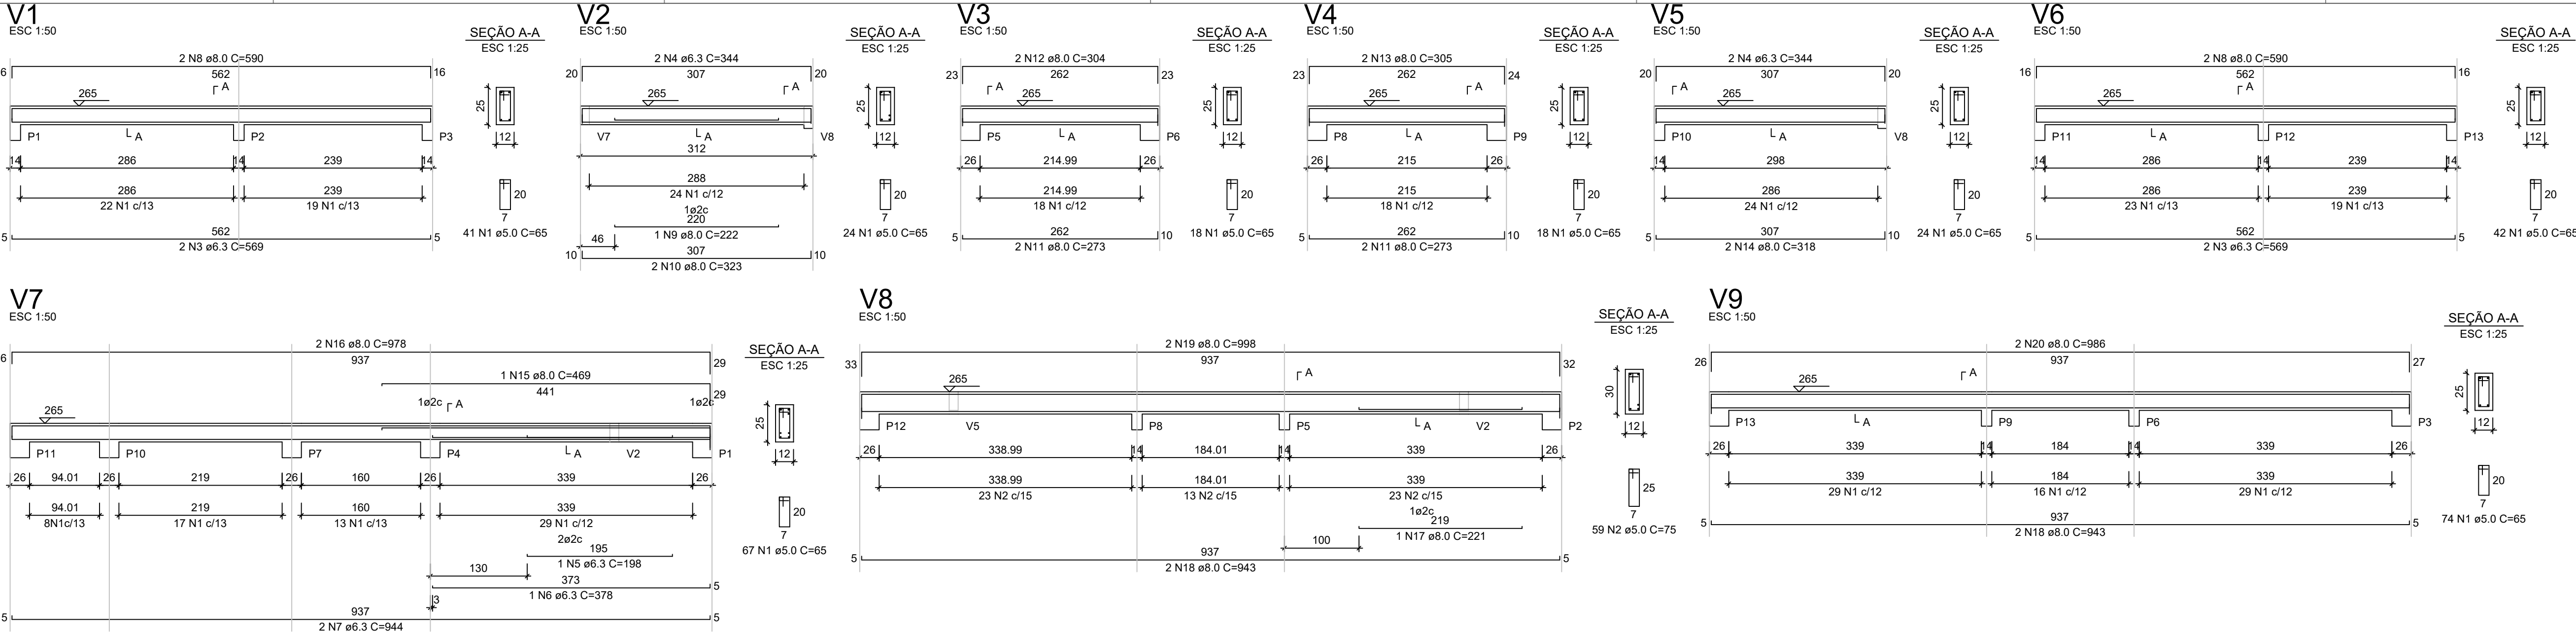 V1
ESC 1:50
SEÇÃO A-A
ESC 1:25
2 N8 ø8.0 C=590
6
562
16
A
265
25
12
P1
A
P2
P3
14
286
14
239
14
286
239
22 N1 c/13
19 N1 c/13
20
7
41 N1 ø5.0 C=65
5
562
5
2 N3 ø6.3 C=569
V2
ESC 1:50
SEÇÃO A-A
ESC 1:25
2 N4 ø6.3 C=344
20
307
20
A
265
25
12
V7
A
V8
312
288
24 N1 c/12
1ø2c
220
1 N9 ø8.0 C=222
46
10
307
10
2 N10 ø8.0 C=323
20
7
24 N1 ø5.0 C=65
V3
ESC 1:50
SEÇÃO A-A
ESC 1:25
2 N12 ø8.0 C=304
23
262
23
A
265
25
12
P5
A
P6
26
214.99
26
214.99
18 N1 c/12
20
7
18 N1 ø5.0 C=65
5
262
10
2 N11 ø8.0 C=273
V4
ESC 1:50
SEÇÃO A-A
ESC 1:25
2 N13 ø8.0 C=305
23
262
24
A
265
25
12
P8
A
P9
26
215
26
215
18 N1 c/12
20
7
18 N1 ø5.0 C=65
5
262
10
2 N11 ø8.0 C=273
V5
ESC 1:50
SEÇÃO A-A
ESC 1:25
2 N4 ø6.3 C=344
20
307
20
A
265
25
12
P10
A
V8
14
298
286
24 N1 c/12
20
7
24 N1 ø5.0 C=65
5
307
10
2 N14 ø8.0 C=318
V6
ESC 1:50
SEÇÃO A-A
ESC 1:25
2 N8 ø8.0 C=590
16
562
16
A
265
25
12
P11
A
P12
P13
14
286
14
239
14
286
239
23 N1 c/13
19 N1 c/13
20
7
42 N1 ø5.0 C=65
5
562
5
2 N3 ø6.3 C=569
V7
ESC 1:50
SEÇÃO A-A
ESC 1:25
2 N16 ø8.0 C=978
6
937
29
1 N15 ø8.0 C=469
441
29
1ø2c
A
1ø2c
265
25
12
P11
P10
P7
P4
A
V2
P1
26
94.01
26
219
26
160
26
339
26
94.01
219
160
339
8N1c/13
17 N1 c/13
13 N1 c/13
29 N1 c/12
20
7
67 N1 ø5.0 C=65
2ø2c
195
1 N5 ø6.3 C=198
130
373
5
1 N6 ø6.3 C=378
3
5
937
5
2 N7 ø6.3 C=944
V8
ESC 1:50
SEÇÃO A-A
ESC 1:25
2 N19 ø8.0 C=998
33
937
32
A
265
30
12
P12
V5
P8
P5
A
V2
P2
26
338.99
14
184.01
14
339
26
338.99
184.01
339
23 N2 c/15
13 N2 c/15
23 N2 c/15
25
7
59 N2 ø5.0 C=75
1ø2c
219
1 N17 ø8.0 C=221
100
5
937
5
2 N18 ø8.0 C=943
V9
ESC 1:50
SEÇÃO A-A
ESC 1:25
2 N20 ø8.0 C=986
26
937
27
A
265
25
12
P13
A
P9
P6
P3
26
339
14
184
14
339
26
339
184
339
29 N1 c/12
16 N1 c/12
29 N1 c/12
20
7
74 N1 ø5.0 C=65
5
937
5
2 N18 ø8.0 C=943